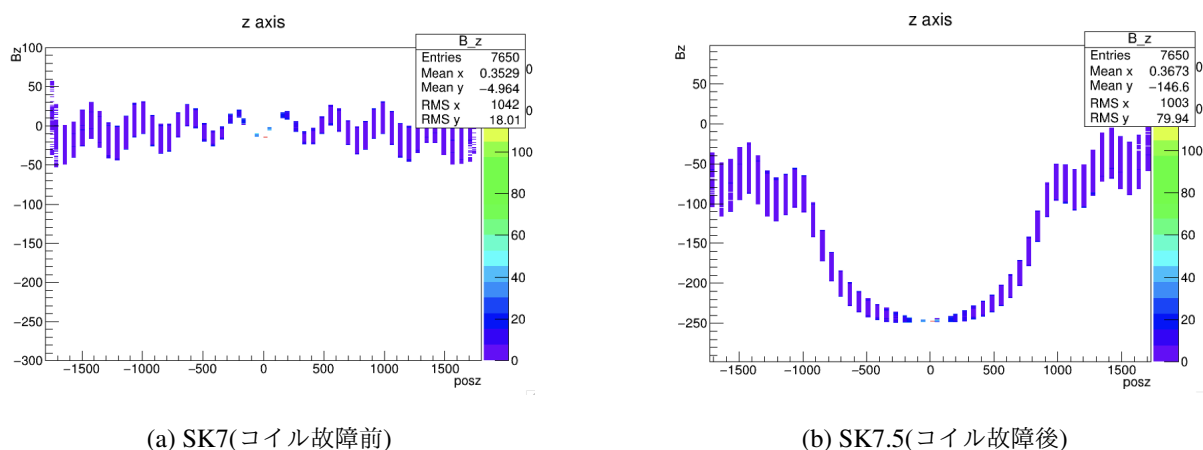 z axis
B_z
Entries 7650
Mean x 0.3529
Mean y −4.964
RMS x 1042
RMS y 18.01
Bz
100
50
0
−50
−100
−150
−200
−250
−300
−1500 −1000 −500 0 500 1000 1500
posz
0
0
100
80
60
40
20
0
z axis
B_z
Entries 7650
Mean x 0.3673
Mean y −146.6
RMS x 1003
RMS y 79.94
Bz
50
0
−50
−100
−150
−200
−250
−1500 −1000 −500 0 500 1000 1500
posz
0
0
100
80
60
40
20
0
(a) SK7(コイル故障前)
(b) SK7.5(コイル故障後)